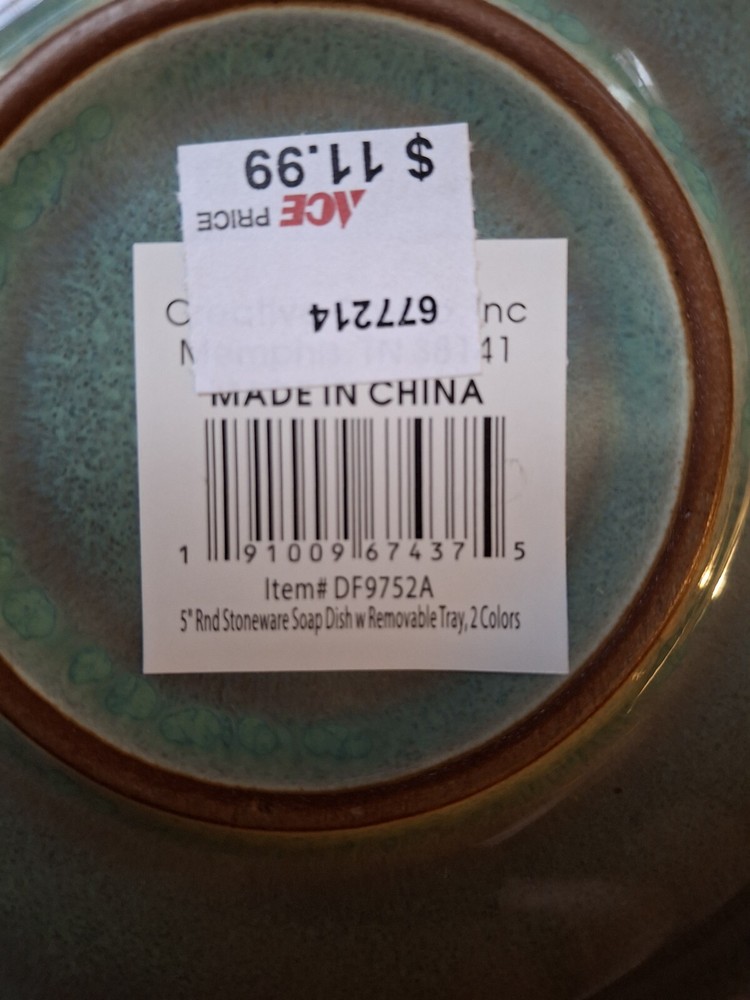 $ 11.99
ACE PRICE
677214
Inc
41
MADE IN CHINA
1 91009 67437 5
Item# DF9752A
5" Rnd Stoneware Soap Dish w Removable Tray, 2 Colors